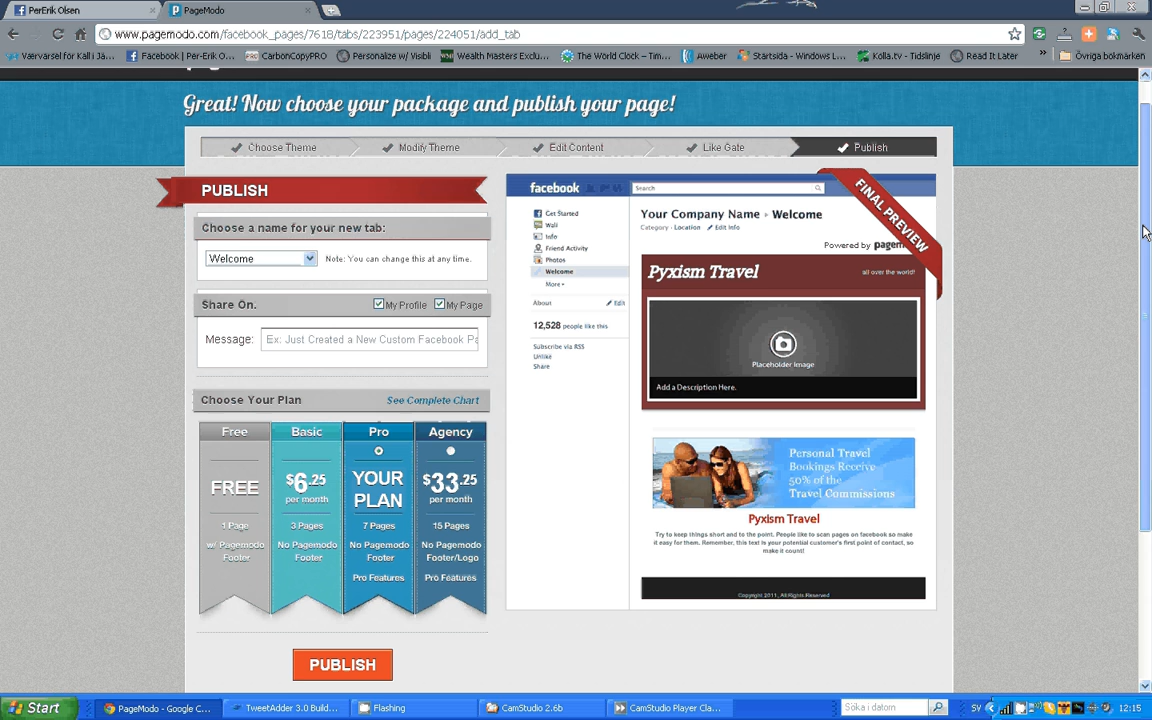 PerErik Olsen
PageModo
www.pagemodo.com/facebook_pages/7618/tabs/223951/pages/224051/add_tab
Værvarsel for Kall i Jä...
Facebook | Per-Erik O...
CarbonCopyPRO
Personalize w/ Visibli
Wealth Masters Exclu...
The World Clock – Tim...
Aweber
Startsida - Windows L...
Kolla.tv - Tidslinje
Read It Later
»
Övriga bokmärken
Great! Now choose your package and publish your page!
Choose Theme
Modify Theme
Edit Content
Like Gate
Publish
PUBLISH
Choose a name for your new tab:
Welcome
Note: You can change this at any time.
Share On.
My Profile
My Page
Message:
Ex: Just Created a New Custom Facebook Pa
Choose Your Plan
See Complete Chart
Free
Basic
Pro
Agency
FREE
$6.25
per month
YOUR
PLAN
$33.25
per month
1 Page
3 Pages
7 Pages
15 Pages
w/ Pagemodo
Footer
No Pagemodo
Footer
No Pagemodo
Footer
No Pagemodo
Footer/Logo
Pro Features
Pro Features
PUBLISH
facebook
Search
FINAL PREVIEW
Get Started
Wall
Info
Friend Activity
Photos
Welcome
More
About
Edit
12,528 people like this
Subscribe via RSS
Unlike
Share
Your Company Name ▸ Welcome
Category · Location
Edit Info
Powered by
Pyxism Travel
all over the world!
Placeholder Image
Add a Description Here.
Personal Travel
Bookings Receive
50% of the
Travel Commissions
Pyxism Travel
Try to keep things short and to the point. People like to scan pages on facebook so make
it easy for them. Remember, this text is your potential customer's first point of contact, so
make it count!
Copyright 2011, All Rights Reserved
Start
PageModo - Google C...
TweetAdder 3.0 Build...
Flashing
CamStudio 2.6b
CamStudio Player Cla...
Söka i datorn
SV
12:15